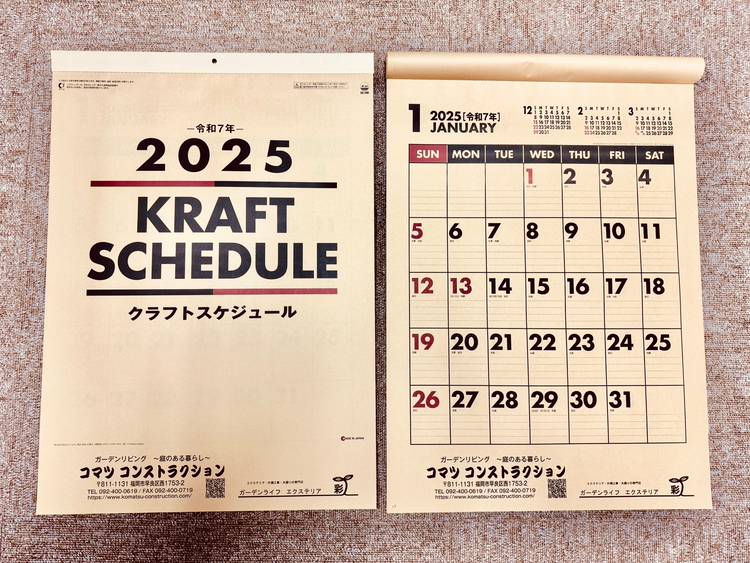 —令和7年—
2025
KRAFT
SCHEDULE
クラフトスケジュール
MADE IN JAPAN
ガーデンリビング ～庭のある暮らし～
コマツ コンストラクション
〒811-1131 福岡市早良区西1753-2
TEL 092-400-0619 / FAX 092-400-0719
https://www.komatsu-construction.com/
ガーデンライフ エクステリア 彩
1 2025[令和7年]
JANUARY
12 S M T W T F S
2 S M T W T F S
3 S M T W T F S
SUN MON TUE WED THU FRI SAT
1 2 3 4
5 6 7 8 9 10 11
12 13 14 15 16 17 18
19 20 21 22 23 24 25
26 27 28 29 30 31
ガーデンリビング ～庭のある暮らし～
コマツ コンストラクション
〒811-1131 福岡市早良区西1753-2
TEL 092-400-0619 / FAX 092-400-0719
https://www.komatsu-construction.com/
ガーデンライフ エクステリア 彩